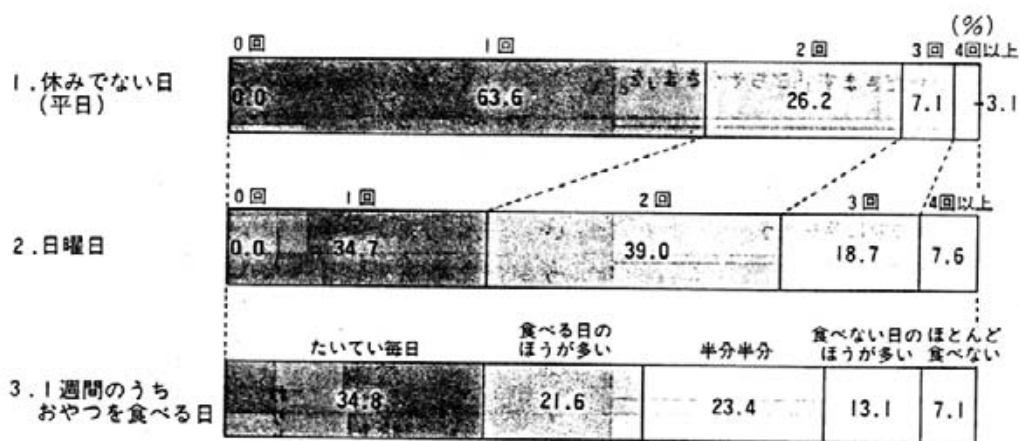 (%)
0回 1回 2回 3回 4回以上
1.休みでない日
(平日)
0.0 63.6 26.2 7.1 3.1
0回 1回 2回 3回 4回以上
2.日曜日
0.0 34.7 39.0 18.7 7.6
たいてい毎日 食べる日の
ほうが多い 半分半分 食べない日の
ほうが多い ほとんど
食べない
3.1週間のうち
おやつを食べる日
34.8 21.6 23.4 13.1 7.1